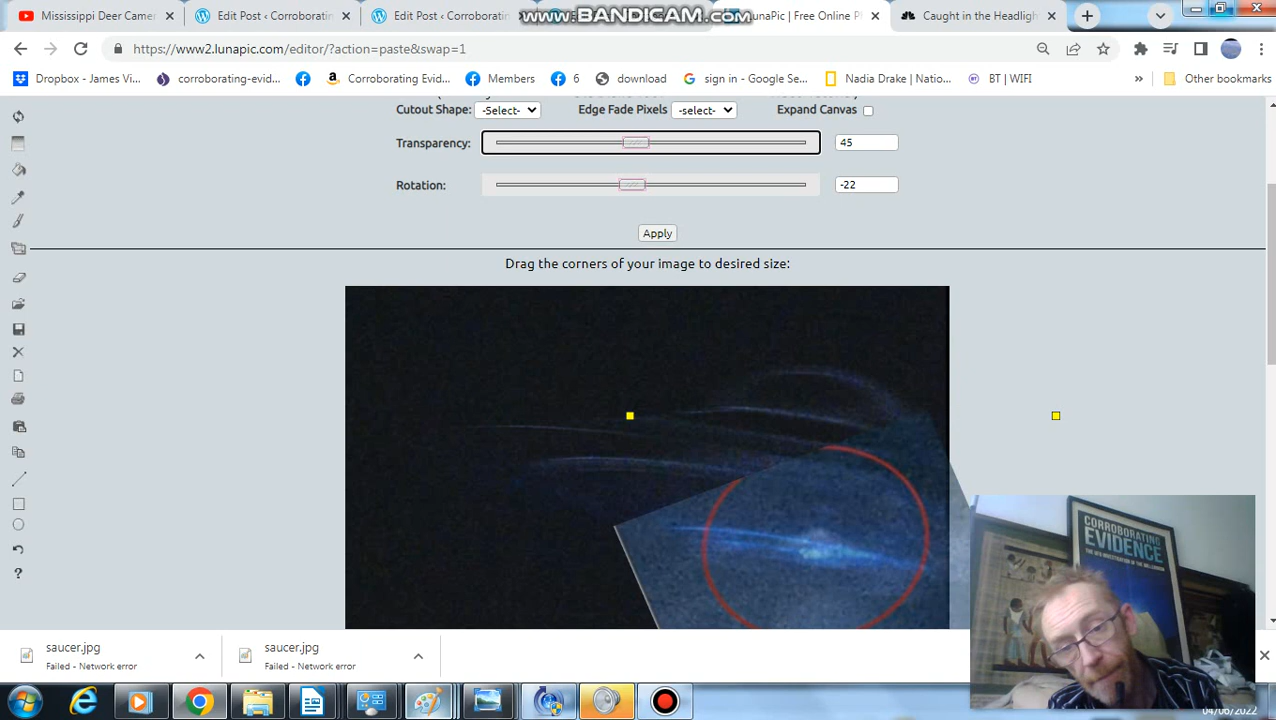 Mississippi Deer Camer
Edit Post ‹ Corroboratin
Edit Post ‹ Corrobora
www.BANDICAM.com
unaPic | Free Online P
Caught in the Headligh
https://www2.lunapic.com/editor/?action=paste&swap=1
Dropbox - James Vi...
corroborating-evid...
Corroborating Evid...
Members
6
download
sign in - Google Se...
Nadia Drake | Natio...
BT | WIFI
»
Other bookmarks
Cutout Shape:
-Select-
Edge Fade Pixels
-select-
Expand Canvas
Transparency:
45
Rotation:
-22
Apply
Drag the corners of your image to desired size:
CORROBORATING
EVIDENCE
saucer.jpg
Failed - Network error
saucer.jpg
Failed - Network error
04/06/2022